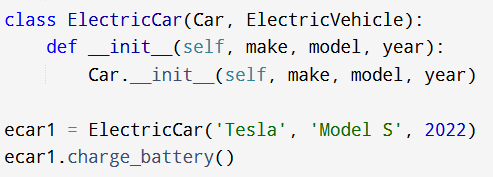 class ElectricCar(Car, ElectricVehicle):
    def __init__(self, make, model, year):
        Car.__init__(self, make, model, year)

ecar1 = ElectricCar('Tesla', 'Model S', 2022)
ecar1.charge_battery()